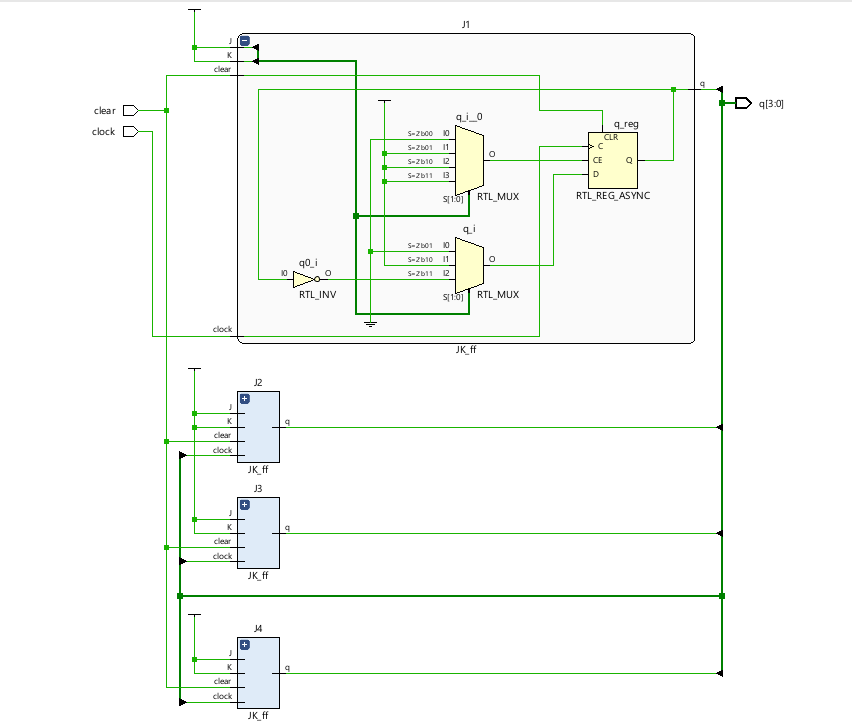 J1
J
K
clear
q
clear
clock
q[3:0]
q_i__0
S=2'b00 I0
S=2'b01 I1
S=2'b10 I2
S=2'b11 I3
O
S[1:0]
RTL_MUX
q_reg
CLR
C
CE
D
Q
RTL_REG_ASYNC
q_i
S=2'b01 I0
S=2'b10 I1
S=2'b11 I2
O
S[1:0]
RTL_MUX
q0_i
I0
O
RTL_INV
clock
JK_ff
J2
J
K
clear
clock
q
JK_ff
J3
J
K
clear
clock
q
JK_ff
J4
J
K
clear
clock
q
JK_ff